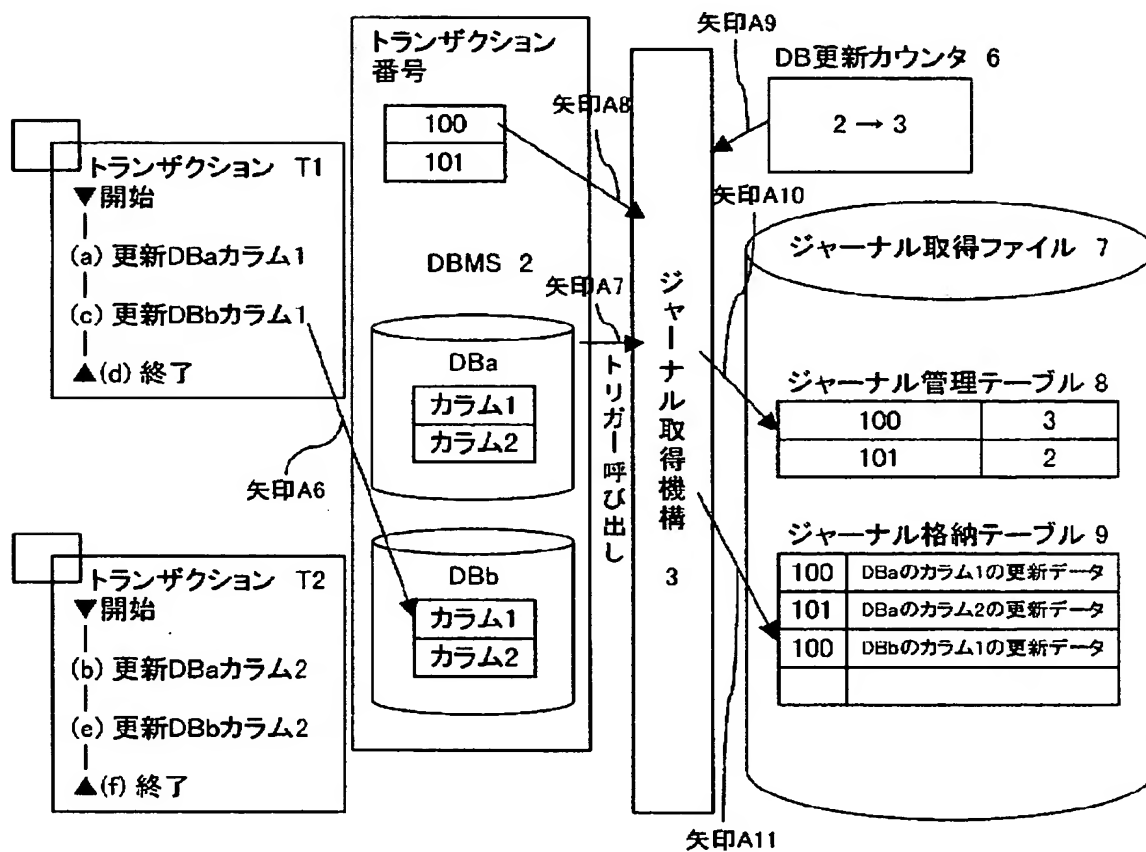 トランザクション T1
▼開始
(a) 更新DBaカラム1
(c) 更新DBbカラム1
▲(d) 終了
矢印A6
トランザクション T2
▼開始
(b) 更新DBaカラム2
(e) 更新DBbカラム2
▲(f) 終了
トランザクション
番号
100
101
DBMS 2
DBa
カラム1
カラム2
DBb
カラム1
カラム2
矢印A8
矢印A7
トリガー呼び出し
ジャーナル取得機構 3
矢印A9
DB更新カウンタ 6
2 → 3
矢印A10
ジャーナル取得ファイル 7
ジャーナル管理テーブル 8
100 3
101 2
ジャーナル格納テーブル 9
100 DBaのカラム1の更新データ
101 DBaのカラム2の更新データ
100 DBbのカラム1の更新データ
矢印A11